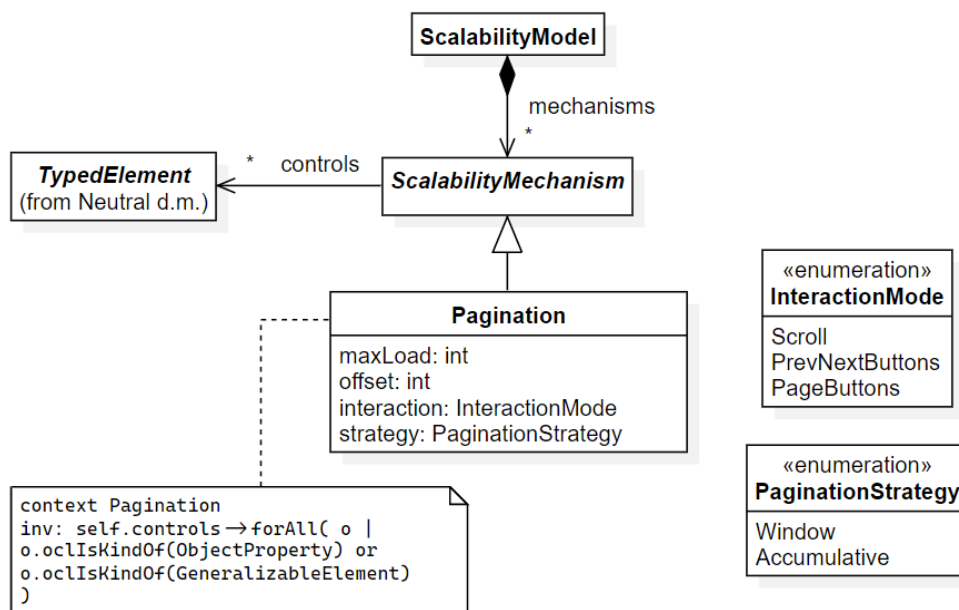 ScalabilityModel
mechanisms
*
TypedElement
(from Neutral d.m.)
* controls
ScalabilityMechanism
«enumeration»
InteractionMode
Scroll
PrevNextButtons
PageButtons
Pagination
maxLoad: int
offset: int
interaction: InteractionMode
strategy: PaginationStrategy
«enumeration»
PaginationStrategy
Window
Accumulative
context Pagination
inv: self.controls→forAll( o |
o.oclIsKindOf(ObjectProperty) or
o.oclIsKindOf(GeneralizableElement)
)